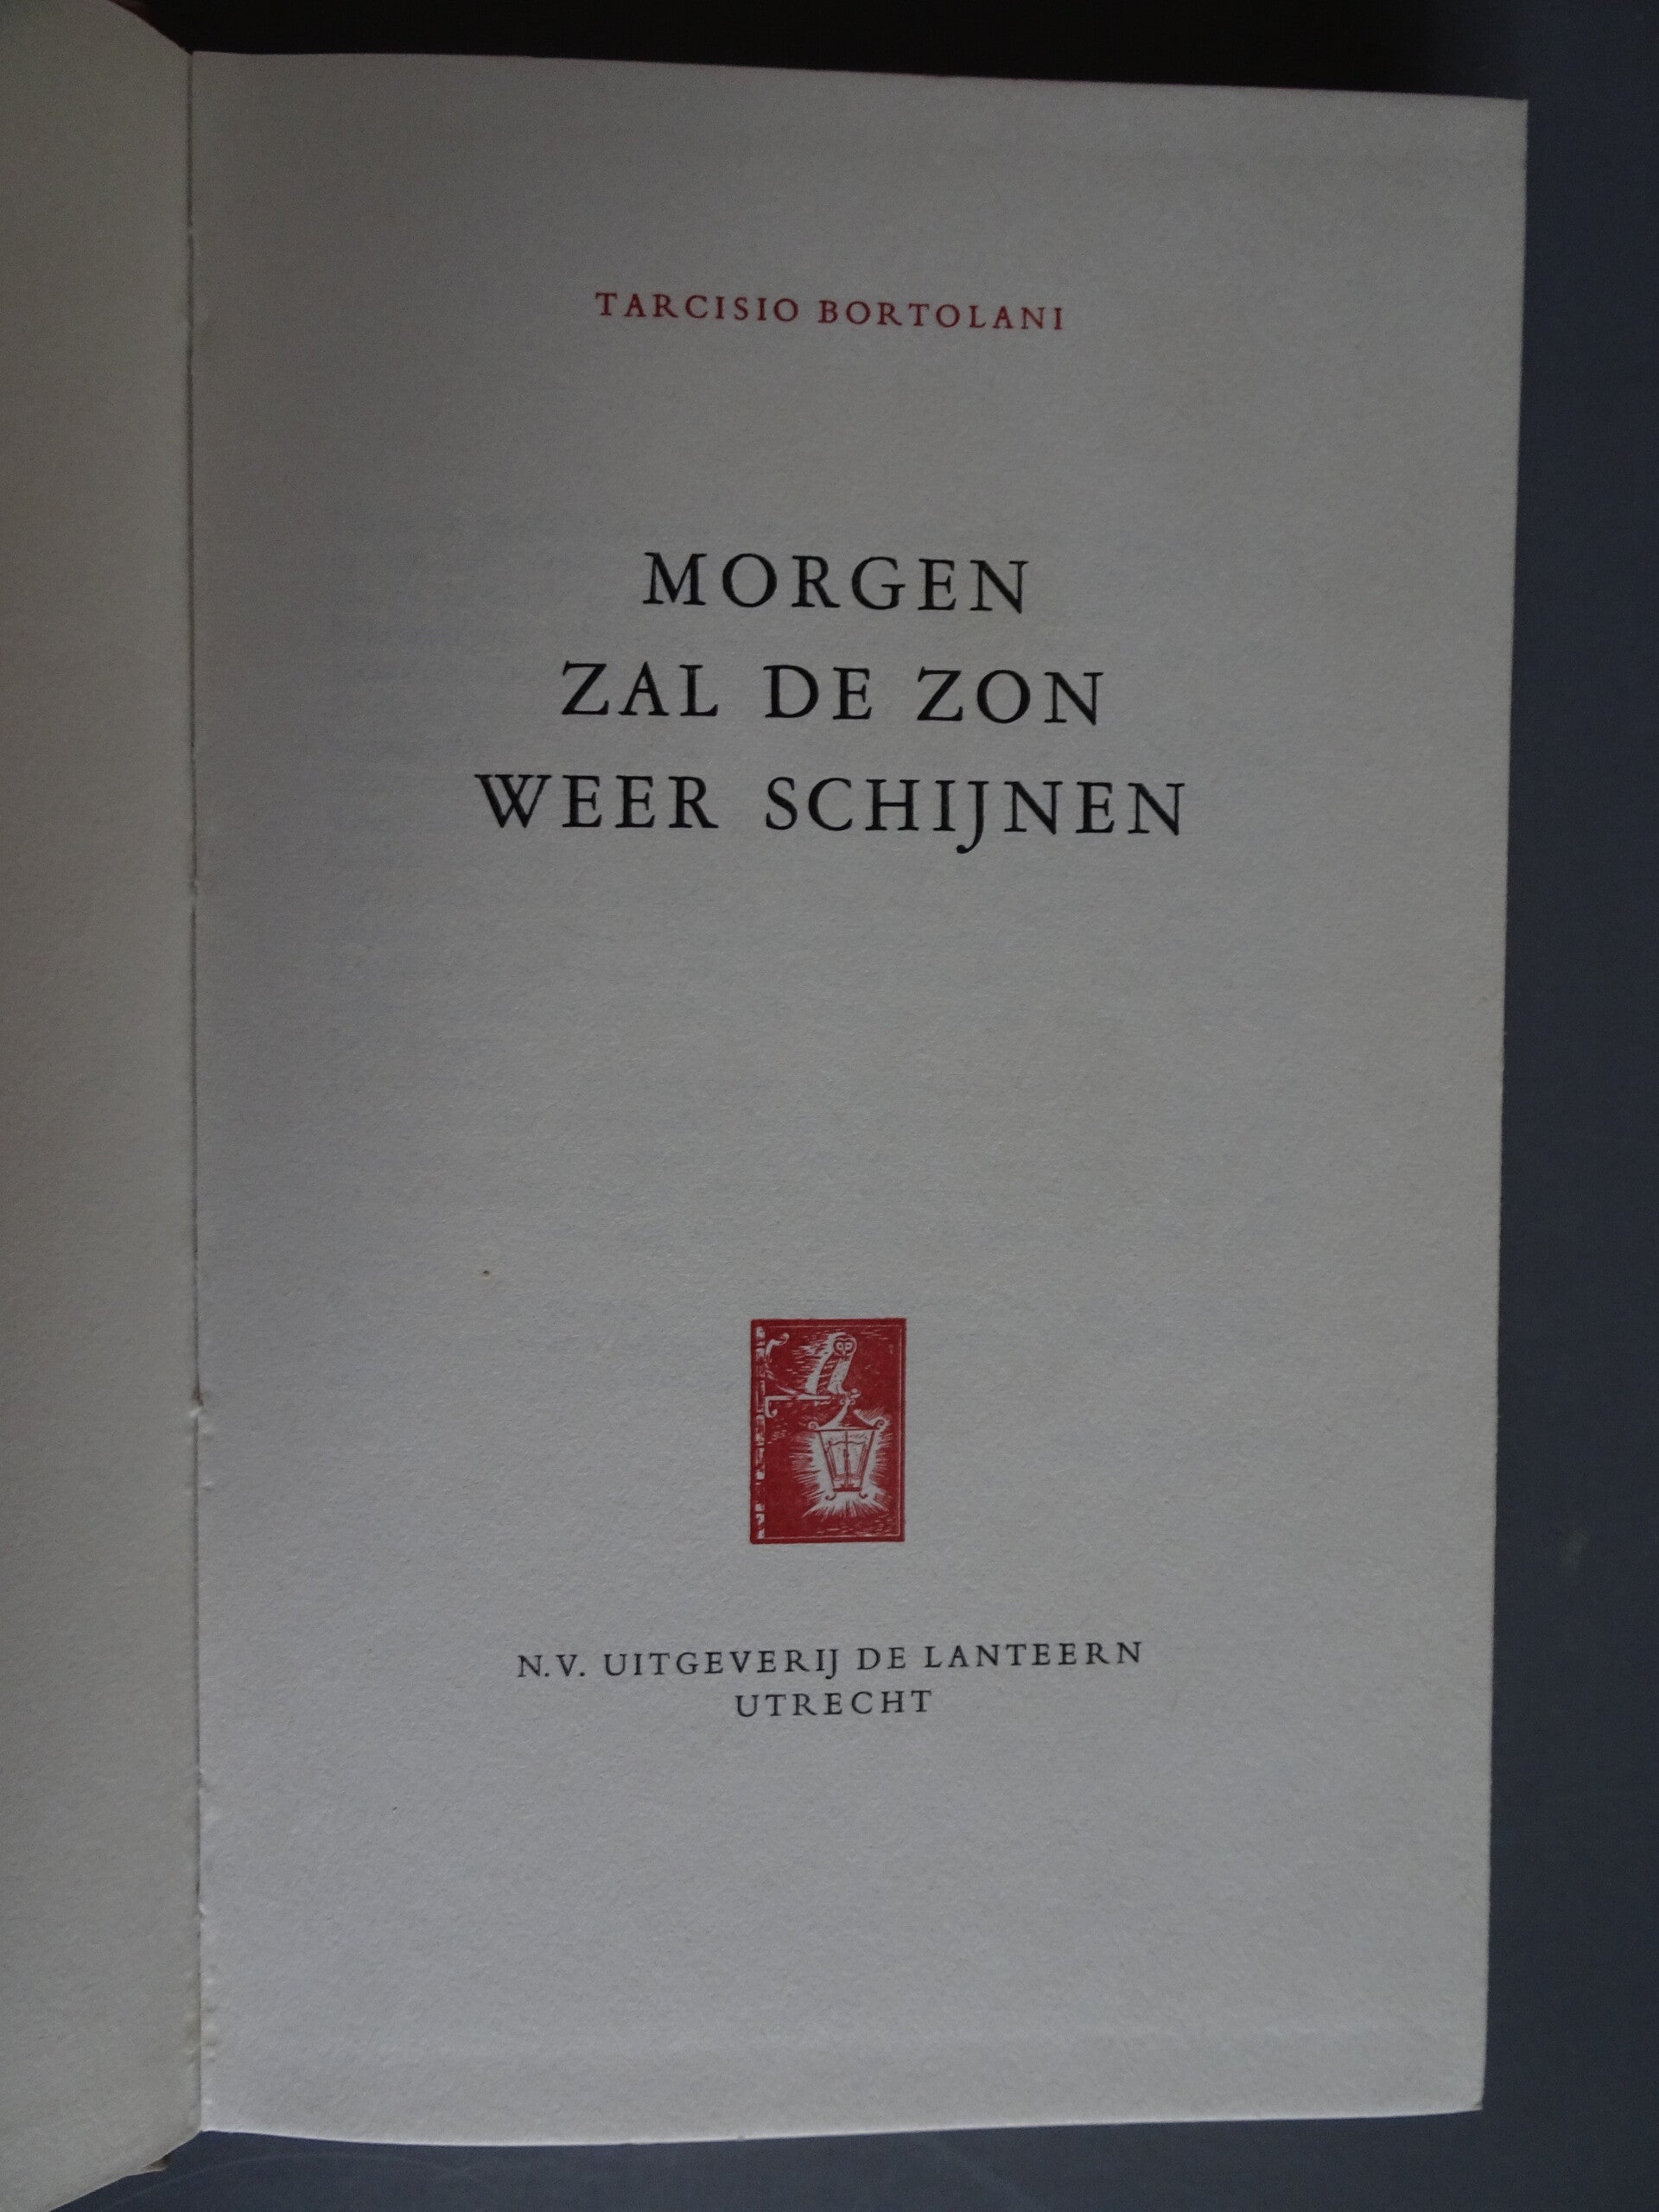 TARCISIO BORTOLANI
MORGEN
ZAL DE ZON
WEER SCHIJNEN
N.V. UITGEVERIJ DE LANTEERN
UTRECHT